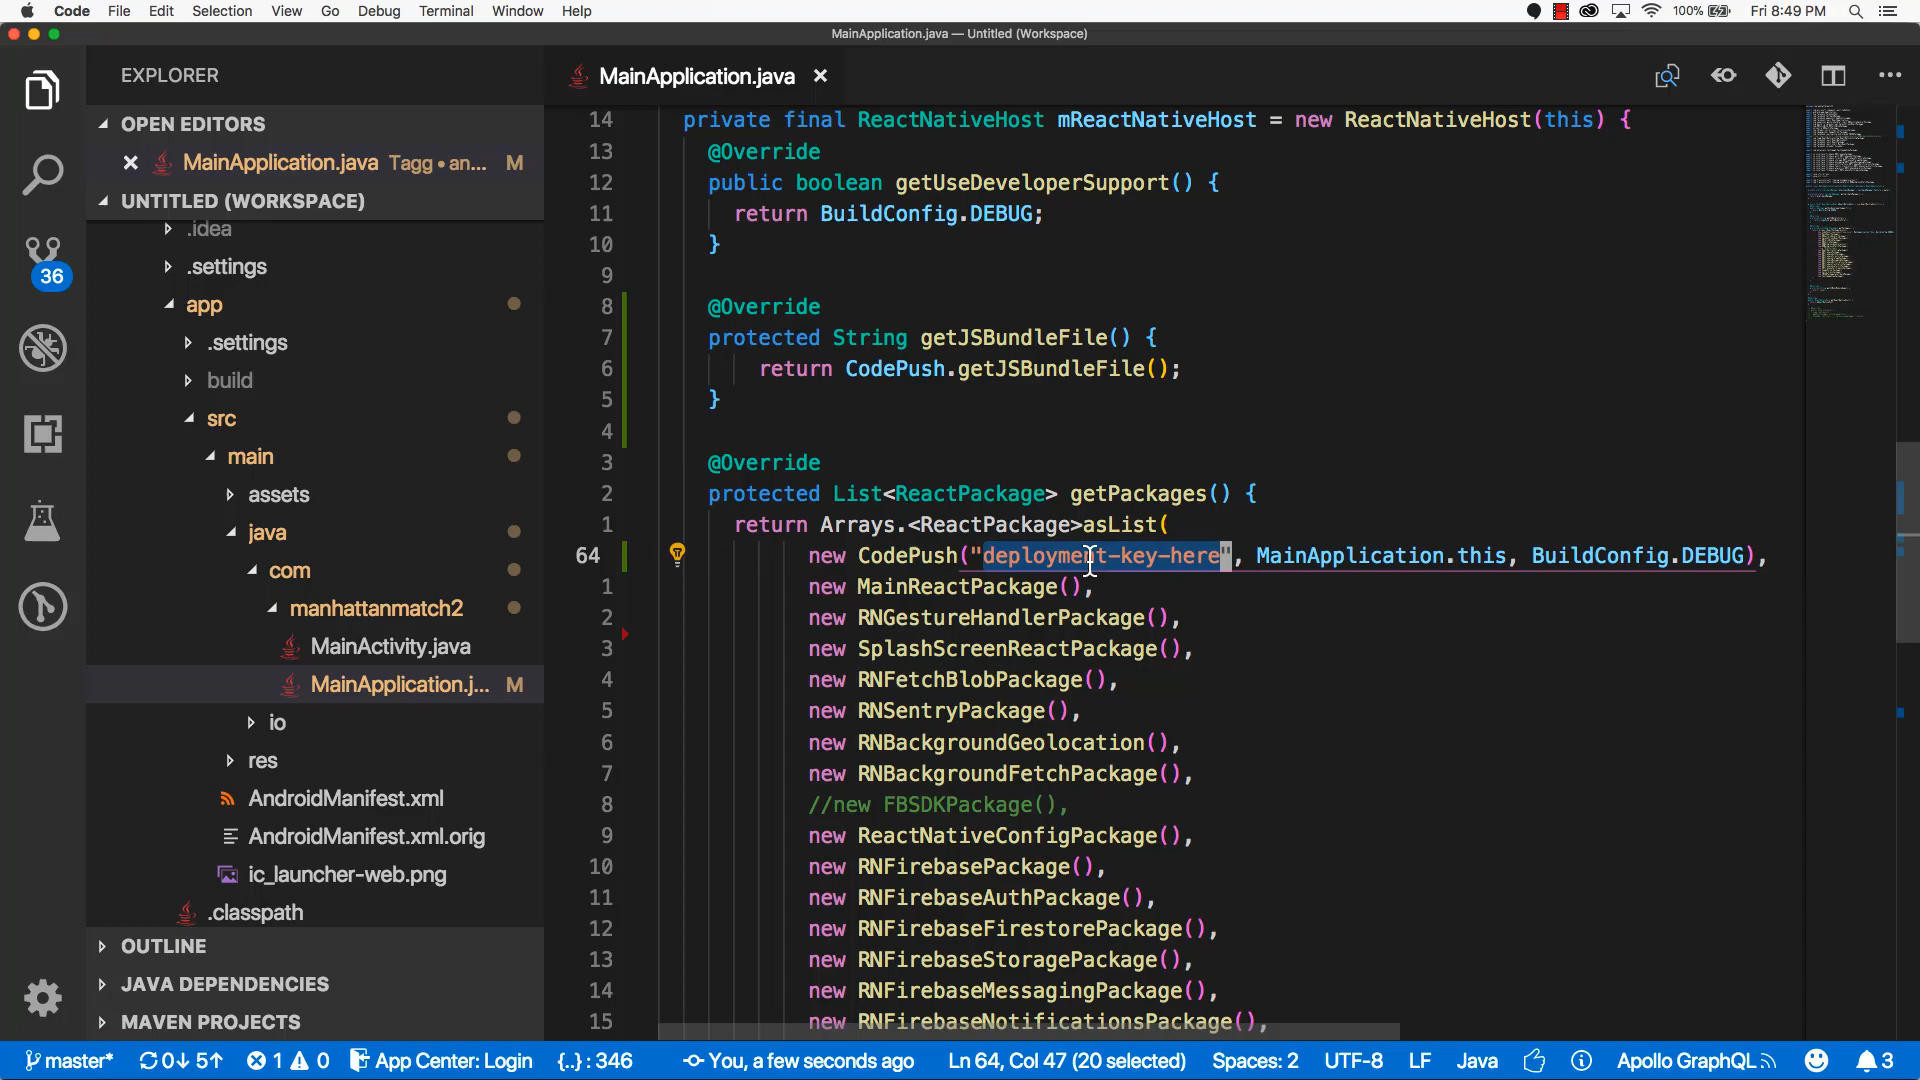 Code File Edit Selection View Go Debug Terminal Window Help 100% Fri 8:49 PM
MainApplication.java — Untitled (Workspace)
EXPLORER
OPEN EDITORS
MainApplication.java Tagg • an... M
UNTITLED (WORKSPACE)
.idea
.settings
app
.settings
build
src
main
assets
java
com
manhattanmatch2
MainActivity.java
MainApplication.j... M
io
res
AndroidManifest.xml
AndroidManifest.xml.orig
ic_launcher-web.png
.classpath
OUTLINE
JAVA DEPENDENCIES
MAVEN PROJECTS
36
MainApplication.java
14 private final ReactNativeHost mReactNativeHost = new ReactNativeHost(this) {
13 @Override
12 public boolean getUseDeveloperSupport() {
11 return BuildConfig.DEBUG;
10 }
9
8 @Override
7 protected String getJSBundleFile() {
6 return CodePush.getJSBundleFile();
5 }
4
3 @Override
2 protected List<ReactPackage> getPackages() {
1 return Arrays.<ReactPackage>asList(
64 new CodePush("deployment-key-here", MainApplication.this, BuildConfig.DEBUG),
1 new MainReactPackage(),
2 new RNGestureHandlerPackage(),
3 new SplashScreenReactPackage(),
4 new RNFetchBlobPackage(),
5 new RNSentryPackage(),
6 new RNBackgroundGeolocation(),
7 new RNBackgroundFetchPackage(),
8 //new FBSDKPackage(),
9 new ReactNativeConfigPackage(),
10 new RNFirebasePackage(),
11 new RNFirebaseAuthPackage(),
12 new RNFirebaseFirestorePackage(),
13 new RNFirebaseStoragePackage(),
14 new RNFirebaseMessagingPackage(),
15 new RNFirebaseNotificationsPackage(),
master* 0↓ 5↑ 1 0 App Center: Login {..} : 346 You, a few seconds ago Ln 64, Col 47 (20 selected) Spaces: 2 UTF-8 LF Java Apollo GraphQL 3